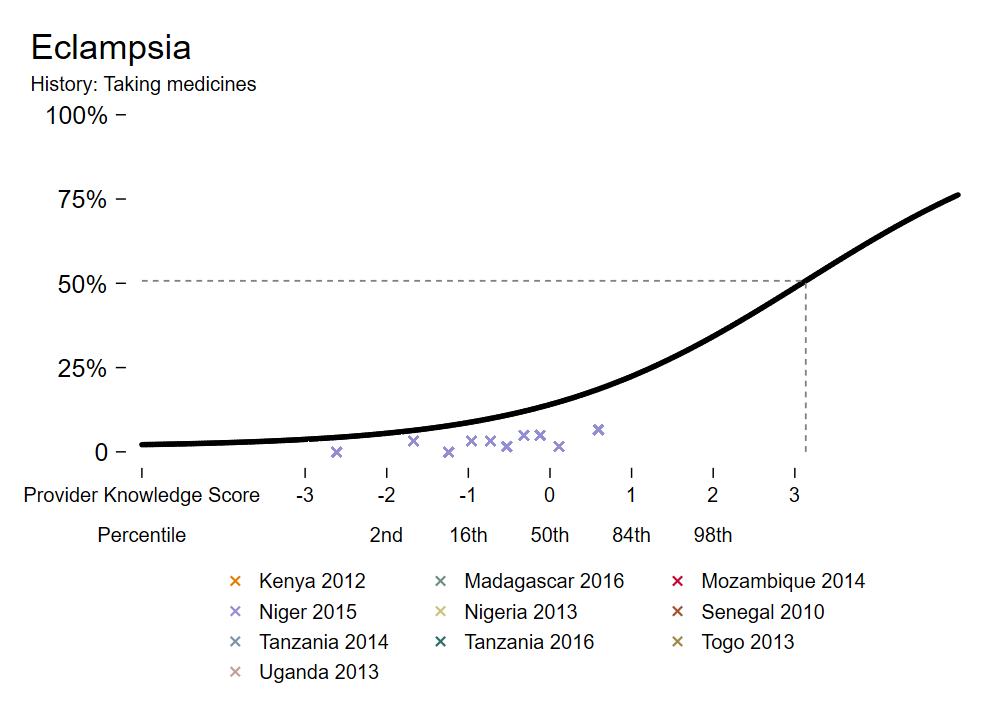 Eclampsia
History: Taking medicines
100%
75%
50%
25%
0
Provider Knowledge Score -3 -2 -1 0 1 2 3
Percentile 2nd 16th 50th 84th 98th
Kenya 2012 Madagascar 2016 Mozambique 2014
Niger 2015 Nigeria 2013 Senegal 2010
Tanzania 2014 Tanzania 2016 Togo 2013
Uganda 2013